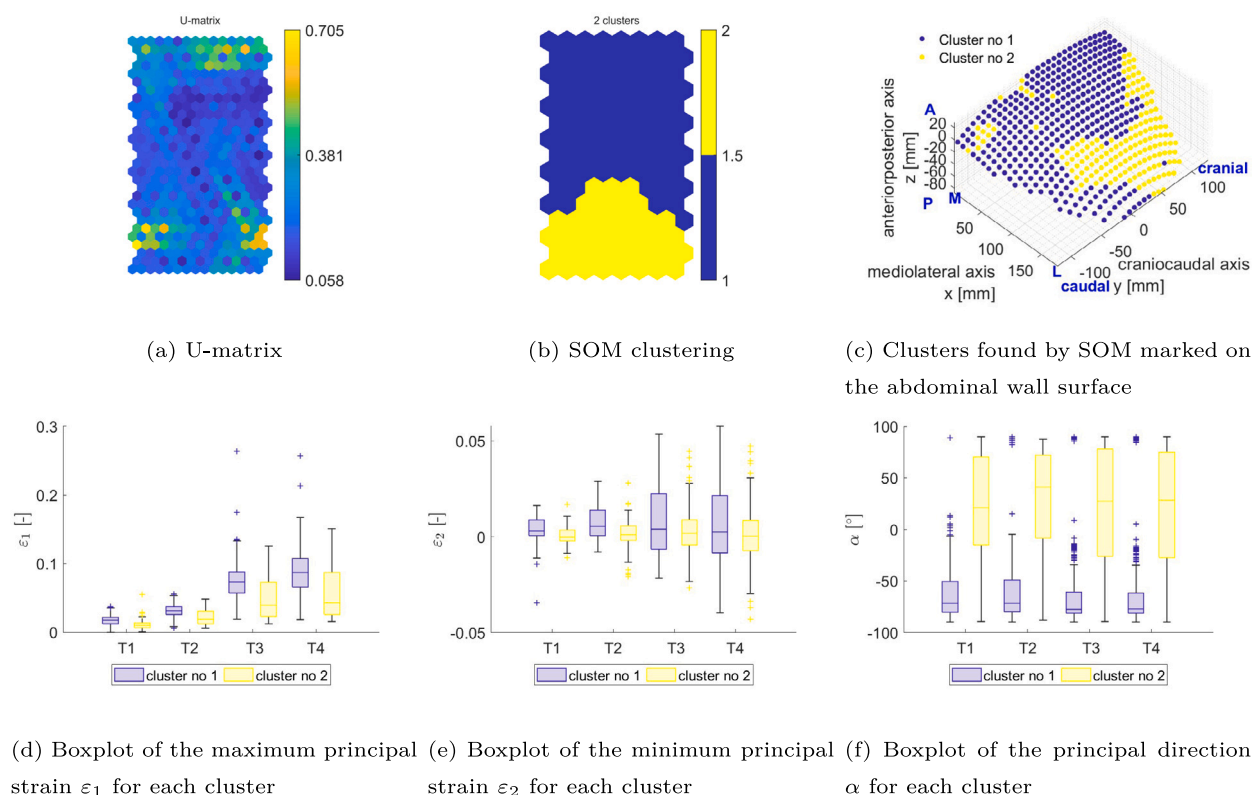 U-matrix
0.705
0.381
0.058
(a) U-matrix
2 clusters
2
1.5
1
(b) SOM clustering
Cluster no 1
Cluster no 2
anteriorposterior axis
z [mm]
A
20
0
-20
-40
-60
-80
P
M
50
100
150
mediolateral axis
x [mm]
L
caudal
-100
-50
0
50
100
cranial
craniocaudal axis
y [mm]
(c) Clusters found by SOM marked on
the abdominal wall surface
0.3
0.2
0.1
0
ε₁ [-]
T1 T2 T3 T4
cluster no 1 cluster no 2
(d) Boxplot of the maximum principal
strain ε₁ for each cluster
0.05
0
-0.05
ε₂ [-]
T1 T2 T3 T4
cluster no 1 cluster no 2
(e) Boxplot of the minimum principal
strain ε₂ for each cluster
100
50
0
-50
-100
α [°]
T1 T2 T3 T4
cluster no 1 cluster no 2
(f) Boxplot of the principal direction
α for each cluster